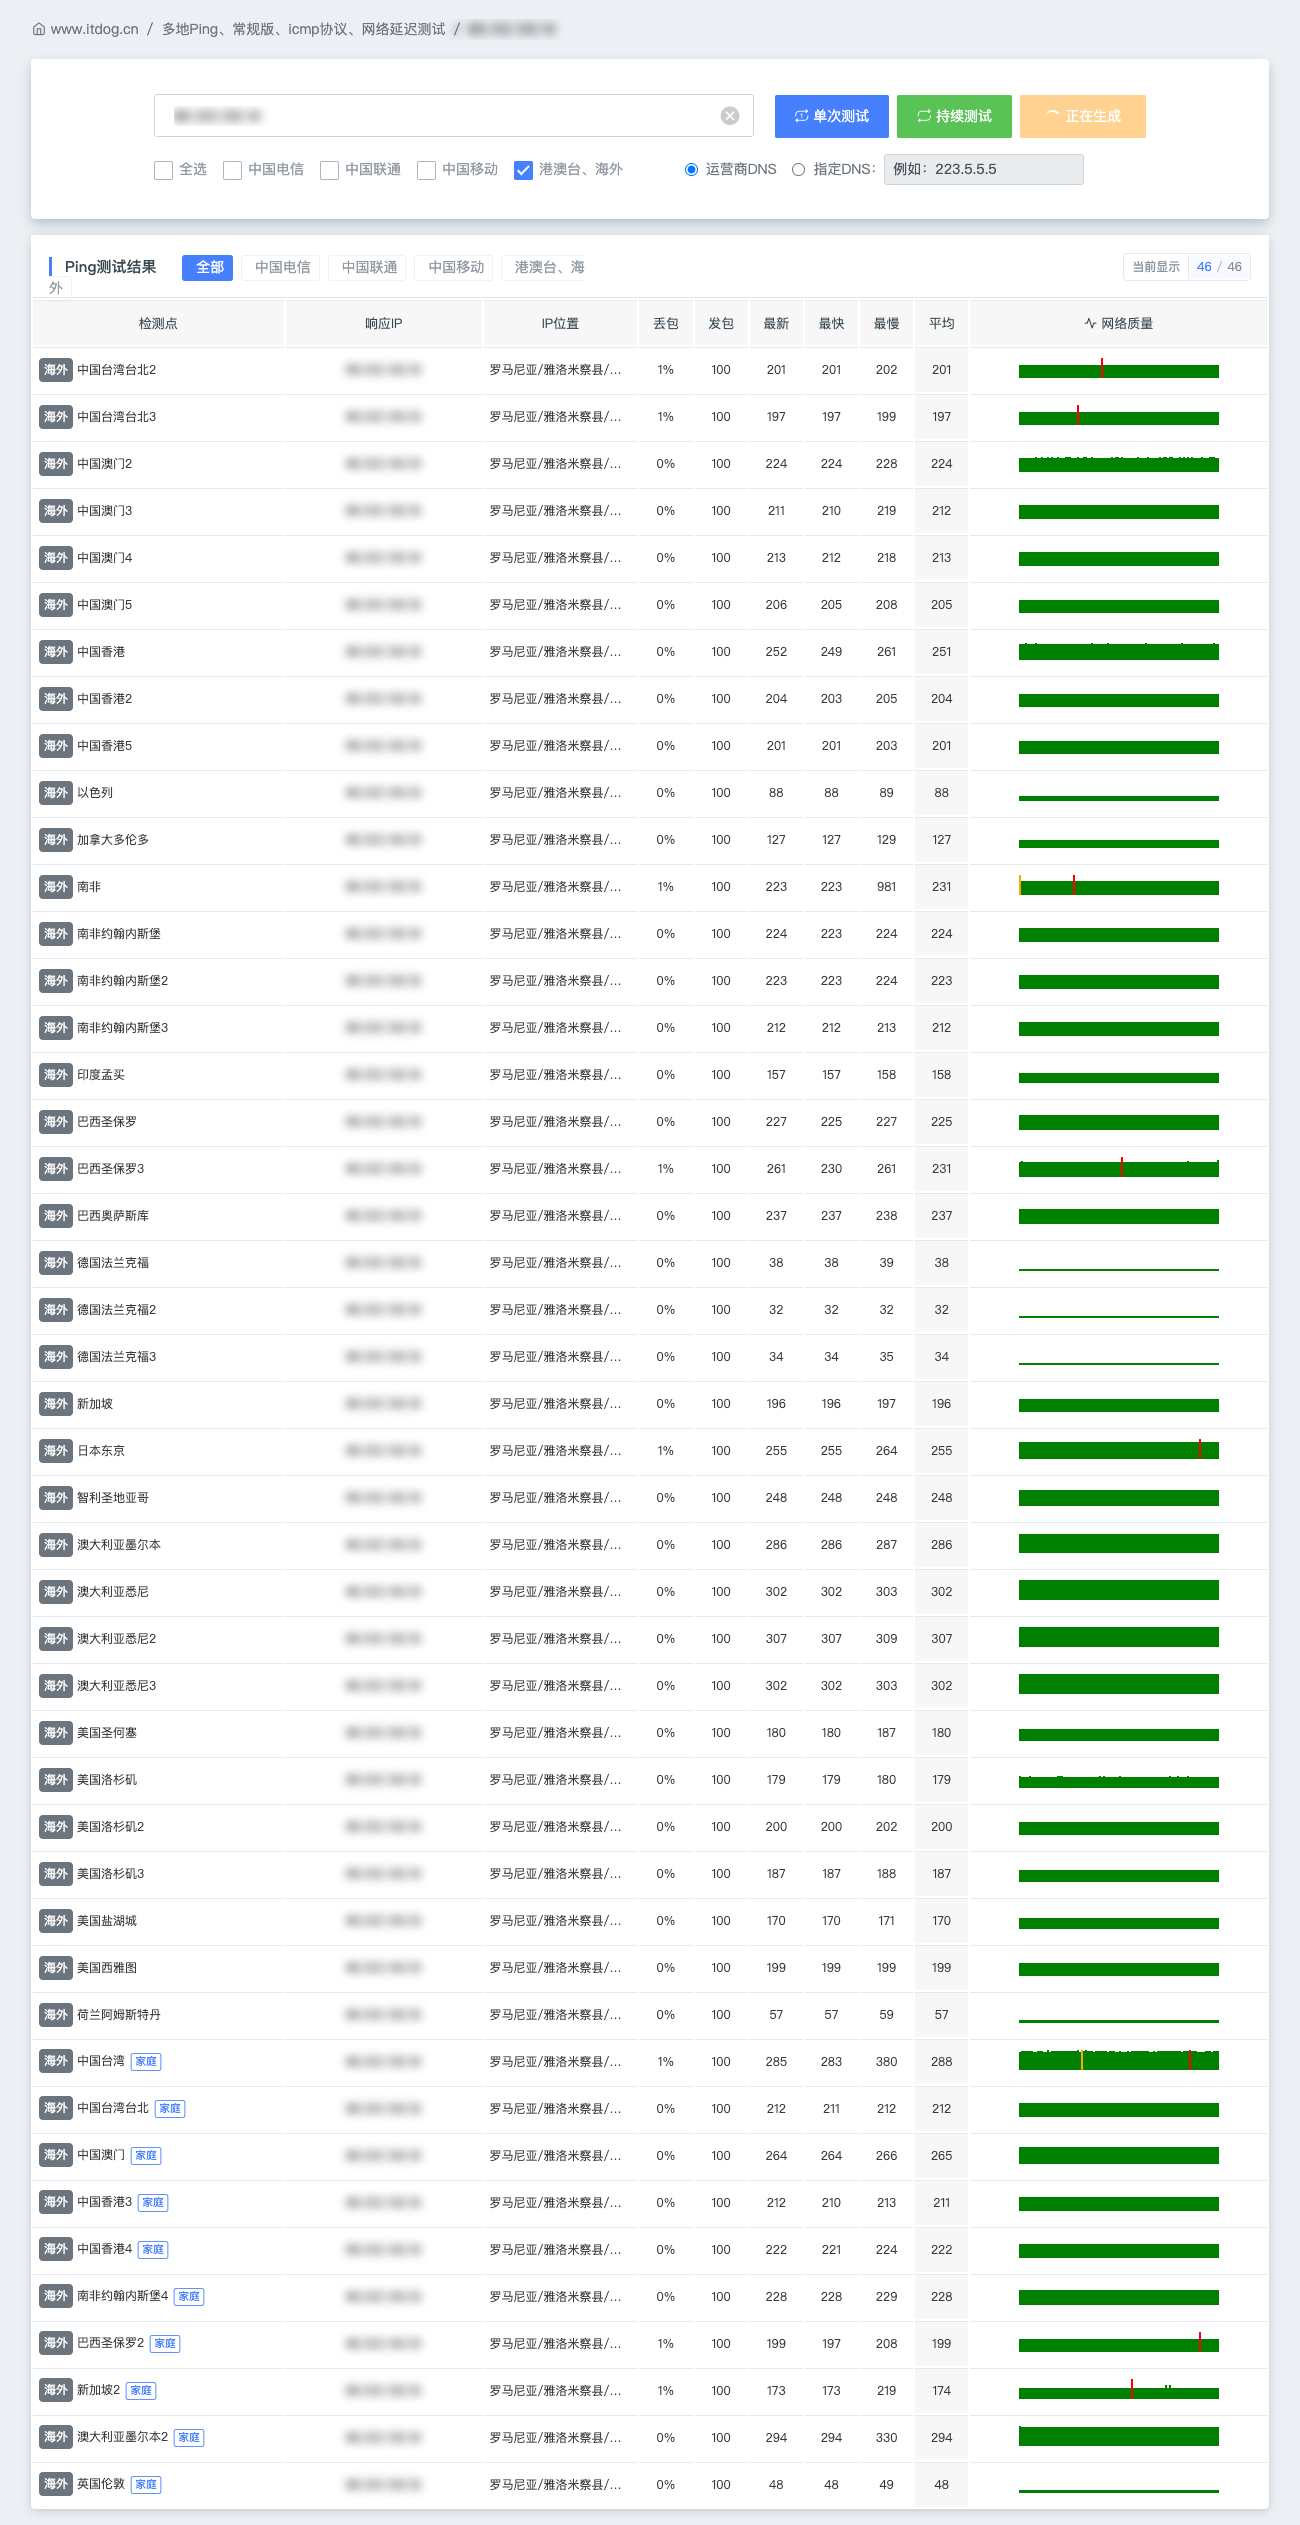 www.itdog.cn / 多地Ping、常规版、icmp协议、网络延迟测试 /
单次测试 持续测试 正在生成
全选 中国电信 中国联通 中国移动 港澳台、海外 运营商DNS 指定DNS: 例如: 223.5.5.5
Ping测试结果 全部 中国电信 中国联通 中国移动 港澳台、海
外
当前显示 46 / 46
检测点 响应IP IP位置 丢包 发包 最新 最快 最慢 平均 网络质量
海外 中国台湾台北2 罗马尼亚/雅洛米察县/... 1% 100 201 201 202 201
海外 中国台湾台北3 罗马尼亚/雅洛米察县/... 1% 100 197 197 199 197
海外 中国澳门2 罗马尼亚/雅洛米察县/... 0% 100 224 224 228 224
海外 中国澳门3 罗马尼亚/雅洛米察县/... 0% 100 211 210 219 212
海外 中国澳门4 罗马尼亚/雅洛米察县/... 0% 100 213 212 218 213
海外 中国澳门5 罗马尼亚/雅洛米察县/... 0% 100 206 205 208 205
海外 中国香港 罗马尼亚/雅洛米察县/... 0% 100 252 249 261 251
海外 中国香港2 罗马尼亚/雅洛米察县/... 0% 100 204 203 205 204
海外 中国香港5 罗马尼亚/雅洛米察县/... 0% 100 201 201 203 201
海外 以色列 罗马尼亚/雅洛米察县/... 0% 100 88 88 89 88
海外 加拿大多伦多 罗马尼亚/雅洛米察县/... 0% 100 127 127 129 127
海外 南非 罗马尼亚/雅洛米察县/... 1% 100 223 223 981 231
海外 南非约翰内斯堡 罗马尼亚/雅洛米察县/... 0% 100 224 223 224 224
海外 南非约翰内斯堡2 罗马尼亚/雅洛米察县/... 0% 100 223 223 224 223
海外 南非约翰内斯堡3 罗马尼亚/雅洛米察县/... 0% 100 212 212 213 212
海外 印度孟买 罗马尼亚/雅洛米察县/... 0% 100 157 157 158 158
海外 巴西圣保罗 罗马尼亚/雅洛米察县/... 0% 100 227 225 227 225
海外 巴西圣保罗3 罗马尼亚/雅洛米察县/... 1% 100 261 230 261 231
海外 巴西奥萨斯库 罗马尼亚/雅洛米察县/... 0% 100 237 237 238 237
海外 德国法兰克福 罗马尼亚/雅洛米察县/... 0% 100 38 38 39 38
海外 德国法兰克福2 罗马尼亚/雅洛米察县/... 0% 100 32 32 32 32
海外 德国法兰克福3 罗马尼亚/雅洛米察县/... 0% 100 34 34 35 34
海外 新加坡 罗马尼亚/雅洛米察县/... 0% 100 196 196 197 196
海外 日本东京 罗马尼亚/雅洛米察县/... 1% 100 255 255 264 255
海外 智利圣地亚哥 罗马尼亚/雅洛米察县/... 0% 100 248 248 248 248
海外 澳大利亚墨尔本 罗马尼亚/雅洛米察县/... 0% 100 286 286 287 286
海外 澳大利亚悉尼 罗马尼亚/雅洛米察县/... 0% 100 302 302 303 302
海外 澳大利亚悉尼2 罗马尼亚/雅洛米察县/... 0% 100 307 307 309 307
海外 澳大利亚悉尼3 罗马尼亚/雅洛米察县/... 0% 100 302 302 303 302
海外 美国圣何塞 罗马尼亚/雅洛米察县/... 0% 100 180 180 187 180
海外 美国洛杉矶 罗马尼亚/雅洛米察县/... 0% 100 179 179 180 179
海外 美国洛杉矶2 罗马尼亚/雅洛米察县/... 0% 100 200 200 202 200
海外 美国洛杉矶3 罗马尼亚/雅洛米察县/... 0% 100 187 187 188 187
海外 美国盐湖城 罗马尼亚/雅洛米察县/... 0% 100 170 170 171 170
海外 美国西雅图 罗马尼亚/雅洛米察县/... 0% 100 199 199 199 199
海外 荷兰阿姆斯特丹 罗马尼亚/雅洛米察县/... 0% 100 57 57 59 57
海外 中国台湾 家庭 罗马尼亚/雅洛米察县/... 1% 100 285 283 380 288
海外 中国台湾台北 家庭 罗马尼亚/雅洛米察县/... 0% 100 212 211 212 212
海外 中国澳门 家庭 罗马尼亚/雅洛米察县/... 0% 100 264 264 266 265
海外 中国香港3 家庭 罗马尼亚/雅洛米察县/... 0% 100 212 210 213 211
海外 中国香港4 家庭 罗马尼亚/雅洛米察县/... 0% 100 222 221 224 222
海外 南非约翰内斯堡4 家庭 罗马尼亚/雅洛米察县/... 0% 100 228 228 229 228
海外 巴西圣保罗2 家庭 罗马尼亚/雅洛米察县/... 1% 100 199 197 208 199
海外 新加坡2 家庭 罗马尼亚/雅洛米察县/... 1% 100 173 173 219 174
海外 澳大利亚墨尔本2 家庭 罗马尼亚/雅洛米察县/... 0% 100 294 294 330 294
海外 英国伦敦 家庭 罗马尼亚/雅洛米察县/... 0% 100 48 48 49 48